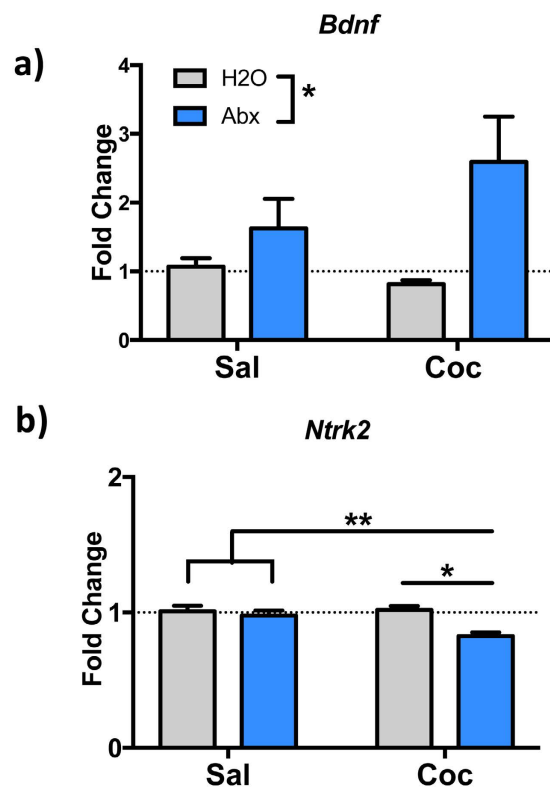 Bdnf
a)
4
3
2
1
0
Fold Change
H2O
Abx
*
Sal
Coc
b)
Ntrk2
2
1
0
Fold Change
**
*
Sal
Coc